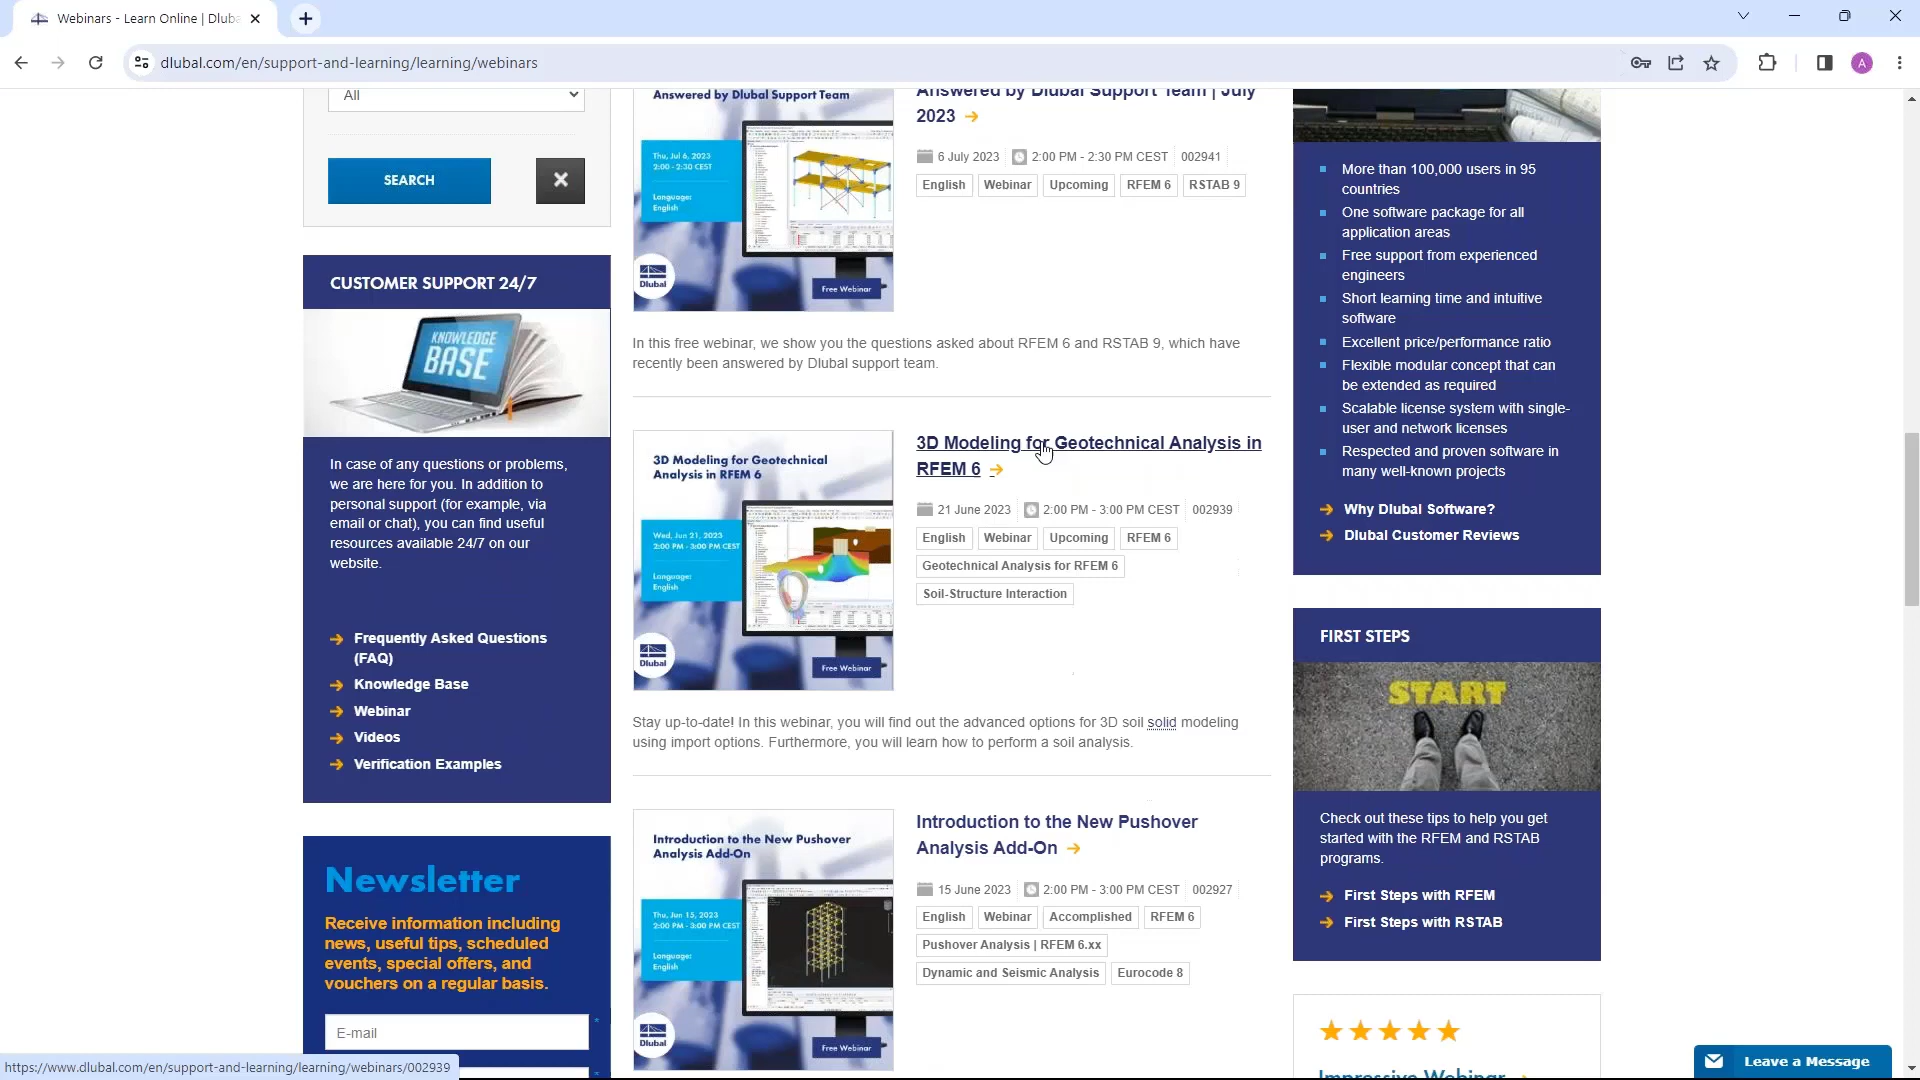 Webinars - Learn Online | Dluba
dlubal.com/en/support-and-learning/learning/webinars
A
All
SEARCH
CUSTOMER SUPPORT 24/7
KNOWLEDGE
BASE
In case of any questions or problems,
we are here for you. In addition to
personal support (for example, via
email or chat), you can find useful
resources available 24/7 on our
website.
Frequently Asked Questions
(FAQ)
Knowledge Base
Webinar
Videos
Verification Examples
Newsletter
Receive information including
news, useful tips, scheduled
events, special offers, and
vouchers on a regular basis.
E-mail
*
*
Answered by Dlubal Support Team
Thu, Jul 6, 2023
2:00 - 2:30 PM CEST
Language:
English
Dlubal
Free Webinar
Answered by Dlubal Support Team | July
2023
6 July 2023 2:00 PM - 2:30 PM CEST 002941
English Webinar Upcoming RFEM 6 RSTAB 9
In this free webinar, we show you the questions asked about RFEM 6 and RSTAB 9, which have
recently been answered by Dlubal support team.
3D Modeling for Geotechnical
Analysis in RFEM 6
Wed, Jun 21, 2023
2:00 PM - 3:00 PM CEST
Language:
English
Dlubal
Free Webinar
3D Modeling for Geotechnical Analysis in
RFEM 6
21 June 2023 2:00 PM - 3:00 PM CEST 002939
English Webinar Upcoming RFEM 6
Geotechnical Analysis for RFEM 6
Soil-Structure Interaction
Stay up-to-date! In this webinar, you will find out the advanced options for 3D soil solid modeling
using import options. Furthermore, you will learn how to perform a soil analysis.
Introduction to the New Pushover
Analysis Add-On
Thu, Jun 15, 2023
2:00 PM - 3:00 PM CEST
Language:
English
Dlubal
Free Webinar
Introduction to the New Pushover
Analysis Add-On
15 June 2023 2:00 PM - 3:00 PM CEST 002927
English Webinar Accomplished RFEM 6
Pushover Analysis | RFEM 6.xx
Dynamic and Seismic Analysis Eurocode 8
More than 100,000 users in 95
countries
One software package for all
application areas
Free support from experienced
engineers
Short learning time and intuitive
software
Excellent price/performance ratio
Flexible modular concept that can
be extended as required
Scalable license system with single-
user and network licenses
Respected and proven software in
many well-known projects
Why Dlubal Software?
Dlubal Customer Reviews
FIRST STEPS
START
Check out these tips to help you get
started with the RFEM and RSTAB
programs.
First Steps with RFEM
First Steps with RSTAB
Impressive Webinar
Leave a Message
https://www.dlubal.com/en/support-and-learning/learning/webinars/002939